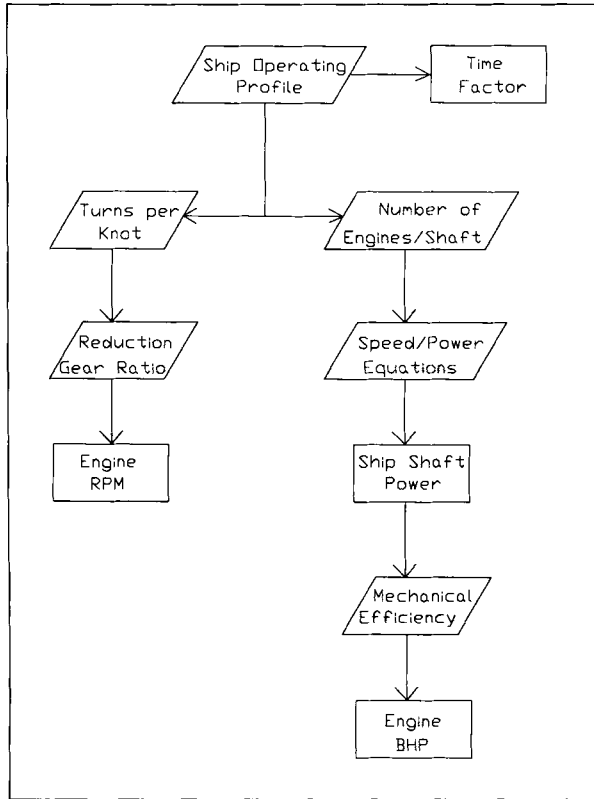 Ship Operating
Profile
Time
Factor
Turns per
Knot
Number of
Engines/Shaft
Reduction
Gear Ratio
Speed/Power
Equations
Engine
RPM
Ship Shaft
Power
Mechanical
Efficiency
Engine
BHP